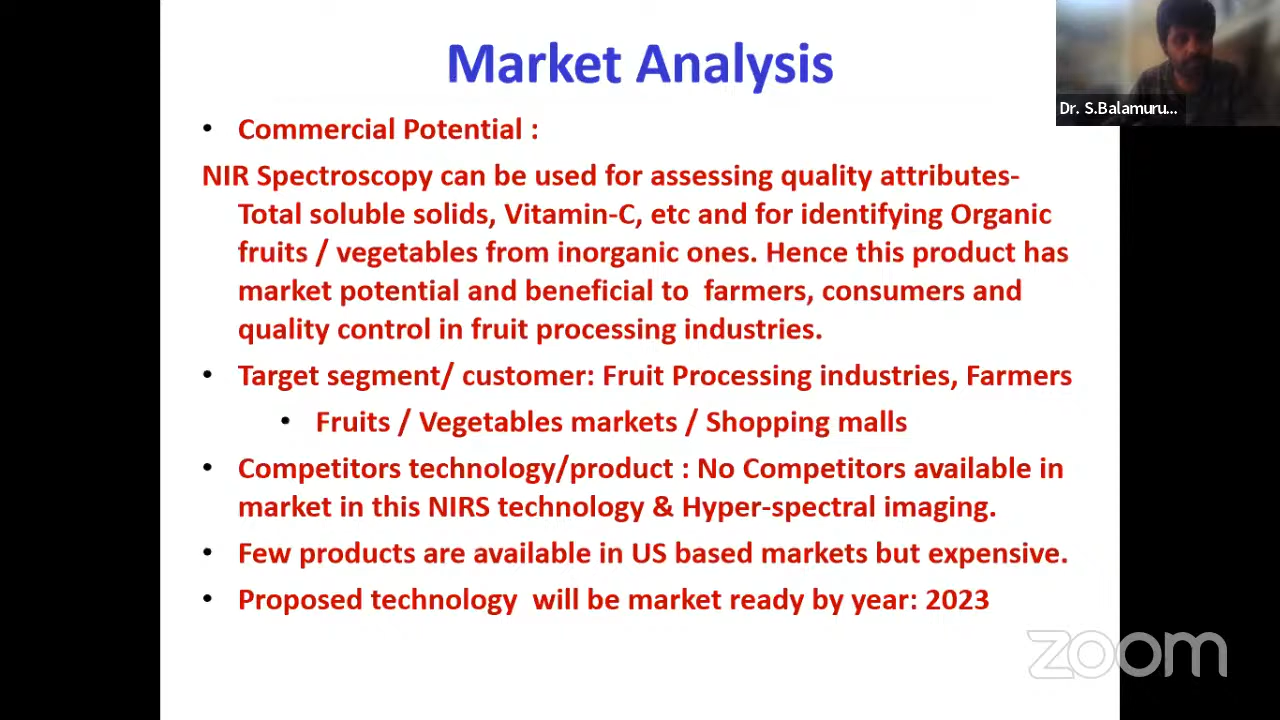 Market Analysis
Dr. S.Balamuru...
• Commercial Potential :
NIR Spectroscopy can be used for assessing quality attributes-
Total soluble solids, Vitamin-C, etc and for identifying Organic
fruits / vegetables from inorganic ones. Hence this product has
market potential and beneficial to farmers, consumers and
quality control in fruit processing industries.
• Target segment/ customer: Fruit Processing industries, Farmers
• Fruits / Vegetables markets / Shopping malls
• Competitors technology/product : No Competitors available in
market in this NIRS technology & Hyper-spectral imaging.
• Few products are available in US based markets but expensive.
• Proposed technology will be market ready by year: 2023
zoom